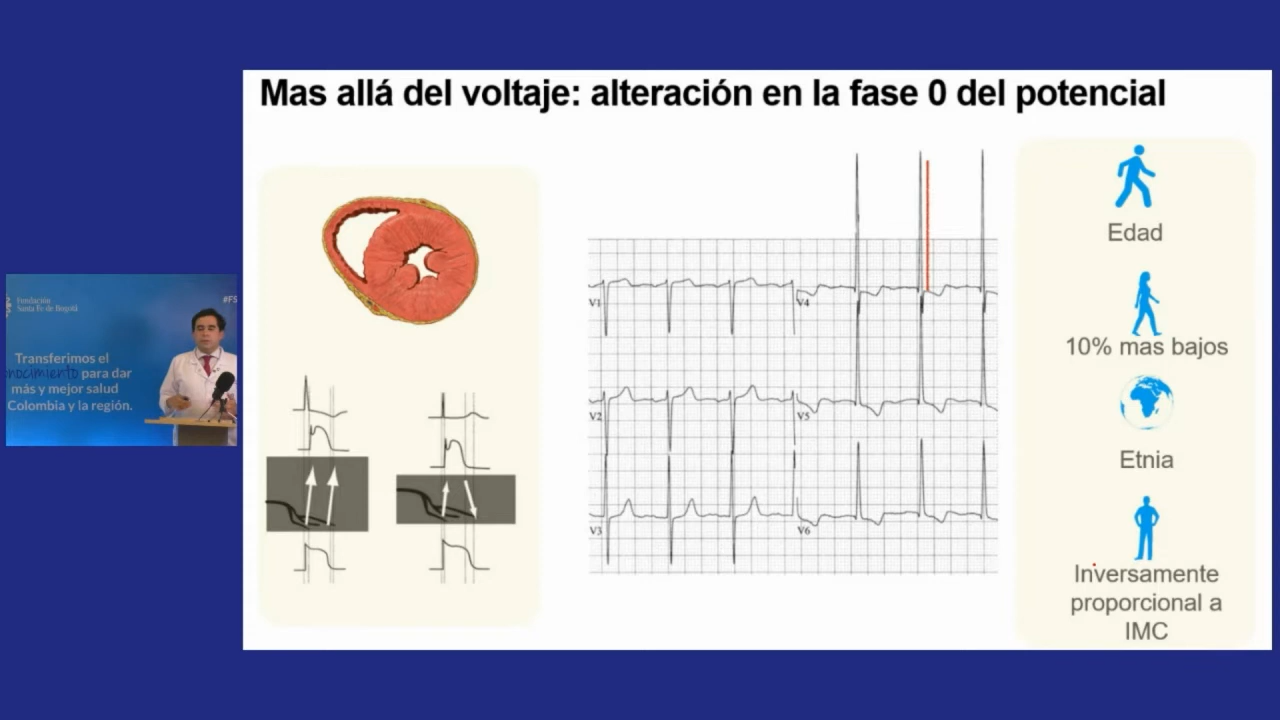 Mas allá del voltaje: alteración en la fase 0 del potencial
V1
V4
V2
V5
V3
V6
Edad
10% mas bajos
Etnia
Inversamente
proporcional a
IMC
Fundación
Santa Fe de Bogotá
#FS
Transferimos el
onocimiento para dar
más y mejor salud
Colombia y la región.